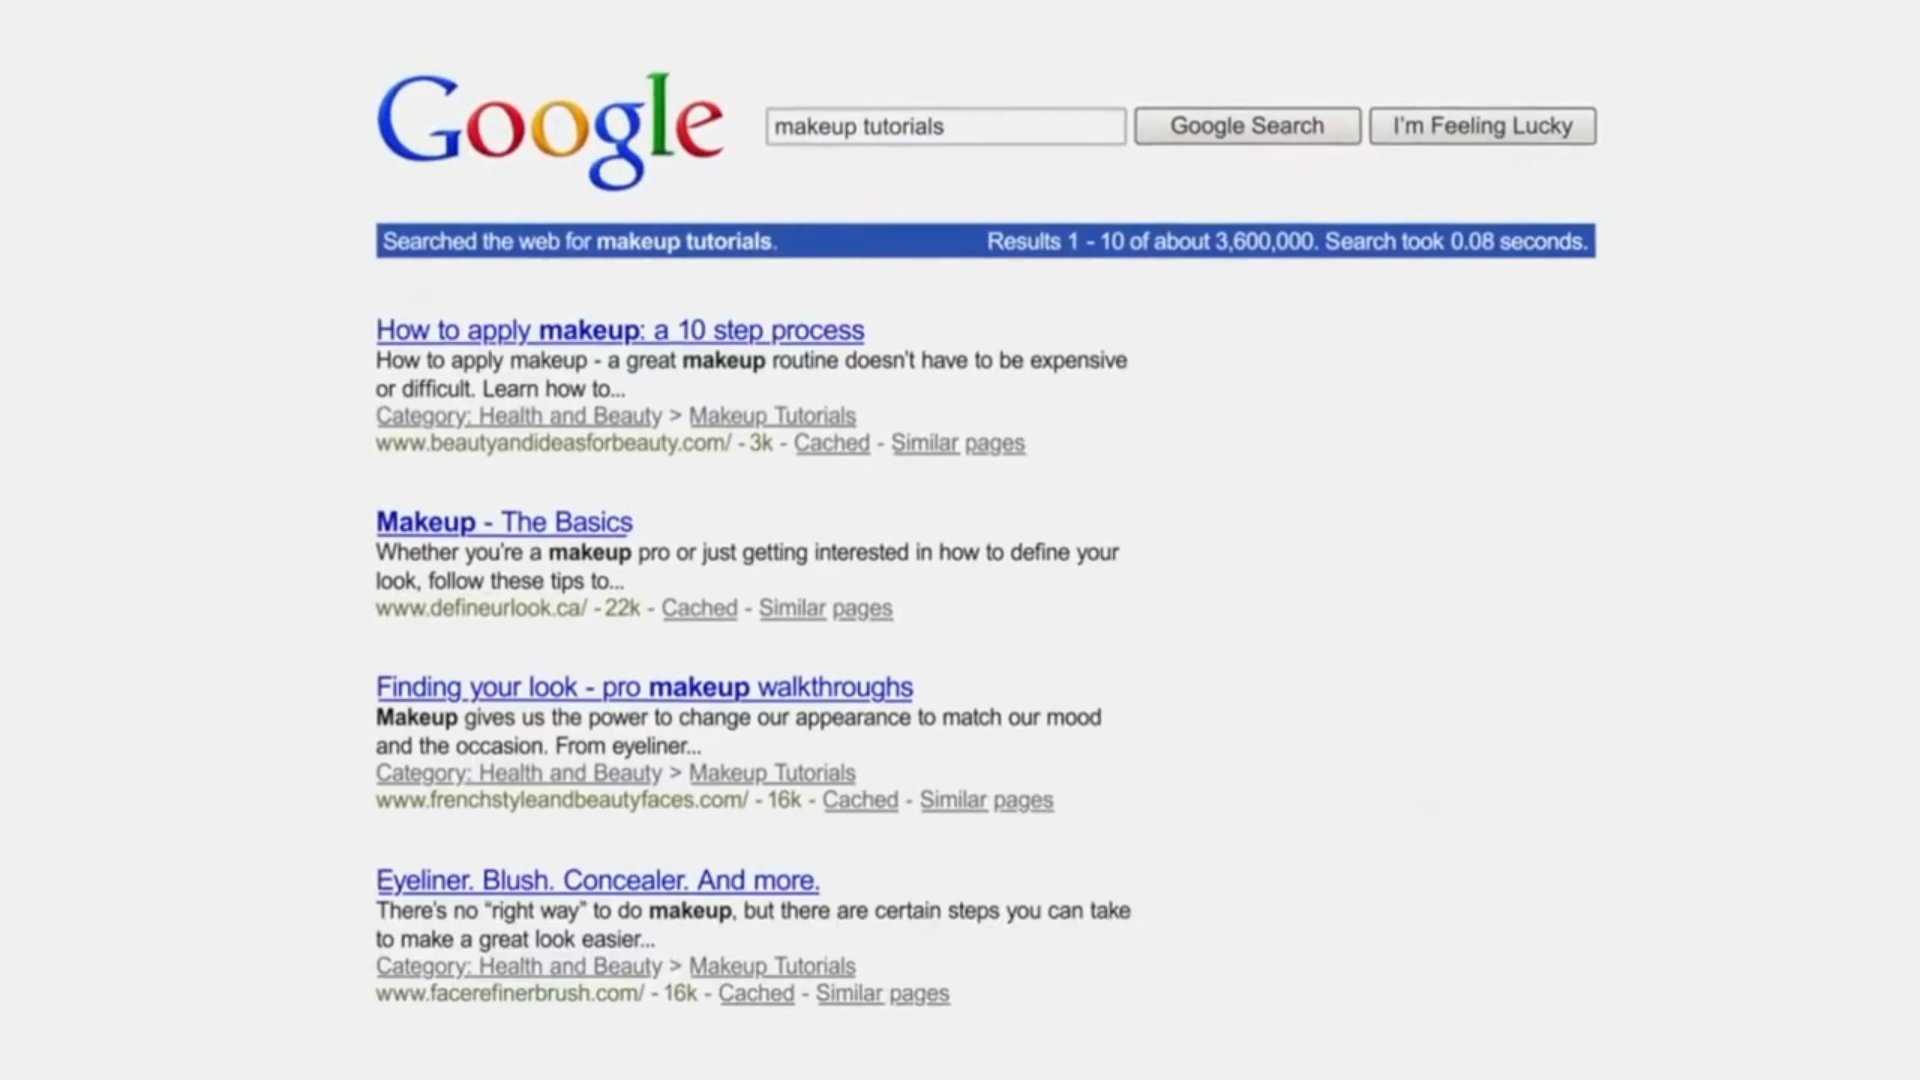 Google
makeup tutorials
Google Search
I'm Feeling Lucky
Searched the web for makeup tutorials.
Results 1 - 10 of about 3,600,000. Search took 0.08 seconds.
How to apply makeup: a 10 step process
How to apply makeup - a great makeup routine doesn't have to be expensive
or difficult. Learn how to...
Category: Health and Beauty > Makeup Tutorials
www.beautyandideasforbeauty.com/ - 3k - Cached - Similar pages
Makeup - The Basics
Whether you're a makeup pro or just getting interested in how to define your
look, follow these tips to...
www.defineurlook.ca/ - 22k - Cached - Similar pages
Finding your look - pro makeup walkthroughs
Makeup gives us the power to change our appearance to match our mood
and the occasion. From eyeliner...
Category: Health and Beauty > Makeup Tutorials
www.frenchstyleandbeautyfaces.com/ - 16k - Cached - Similar pages
Eyeliner. Blush. Concealer. And more.
There's no “right way” to do makeup, but there are certain steps you can take
to make a great look easier...
Category: Health and Beauty > Makeup Tutorials
www.facerefinerbrush.com/ - 16k - Cached - Similar pages